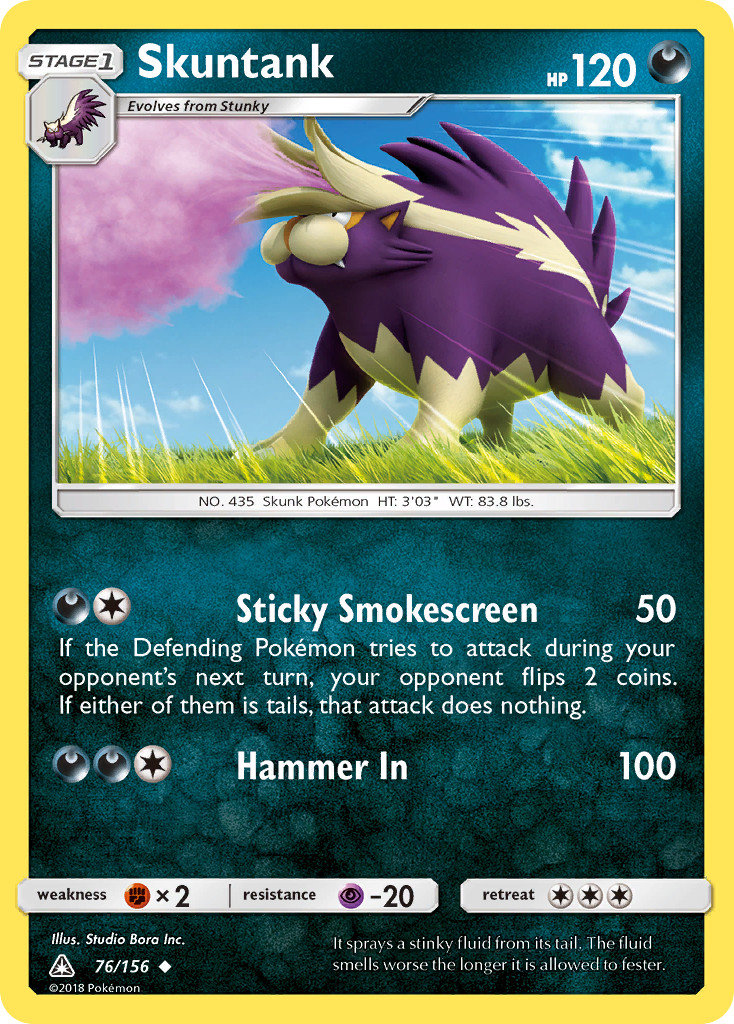 STAGE1
Skuntank
HP 120
Evolves from Stunky
NO. 435 Skunk Pokémon HT: 3'03" WT: 83.8 lbs.
Sticky Smokescreen 50
If the Defending Pokémon tries to attack during your
opponent's next turn, your opponent flips 2 coins.
If either of them is tails, that attack does nothing.
Hammer In 100
weakness × 2 resistance -20 retreat
Illus. Studio Bora Inc.
76/156
©2018 Pokémon
It sprays a stinky fluid from its tail. The fluid
smells worse the longer it is allowed to fester.